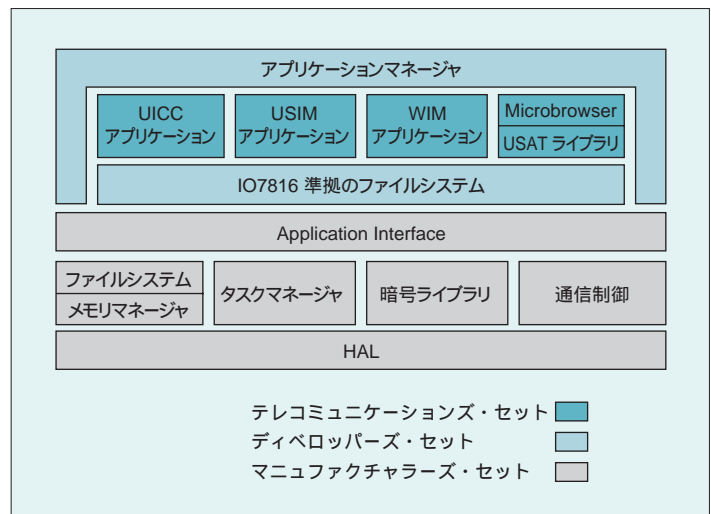 アプリケーションマネージャ
UICC
アプリケーション
USIM
アプリケーション
WIM
アプリケーション
Microbrowser
USAT ライブラリ
IO7816 準拠のファイルシステム
Application Interface
ファイルシステム
メモリマネージャ
タスクマネージャ
暗号ライブラリ
通信制御
HAL
テレコミュニケーションズ・セット
ディベロッパーズ・セット
マニュファクチャラーズ・セット